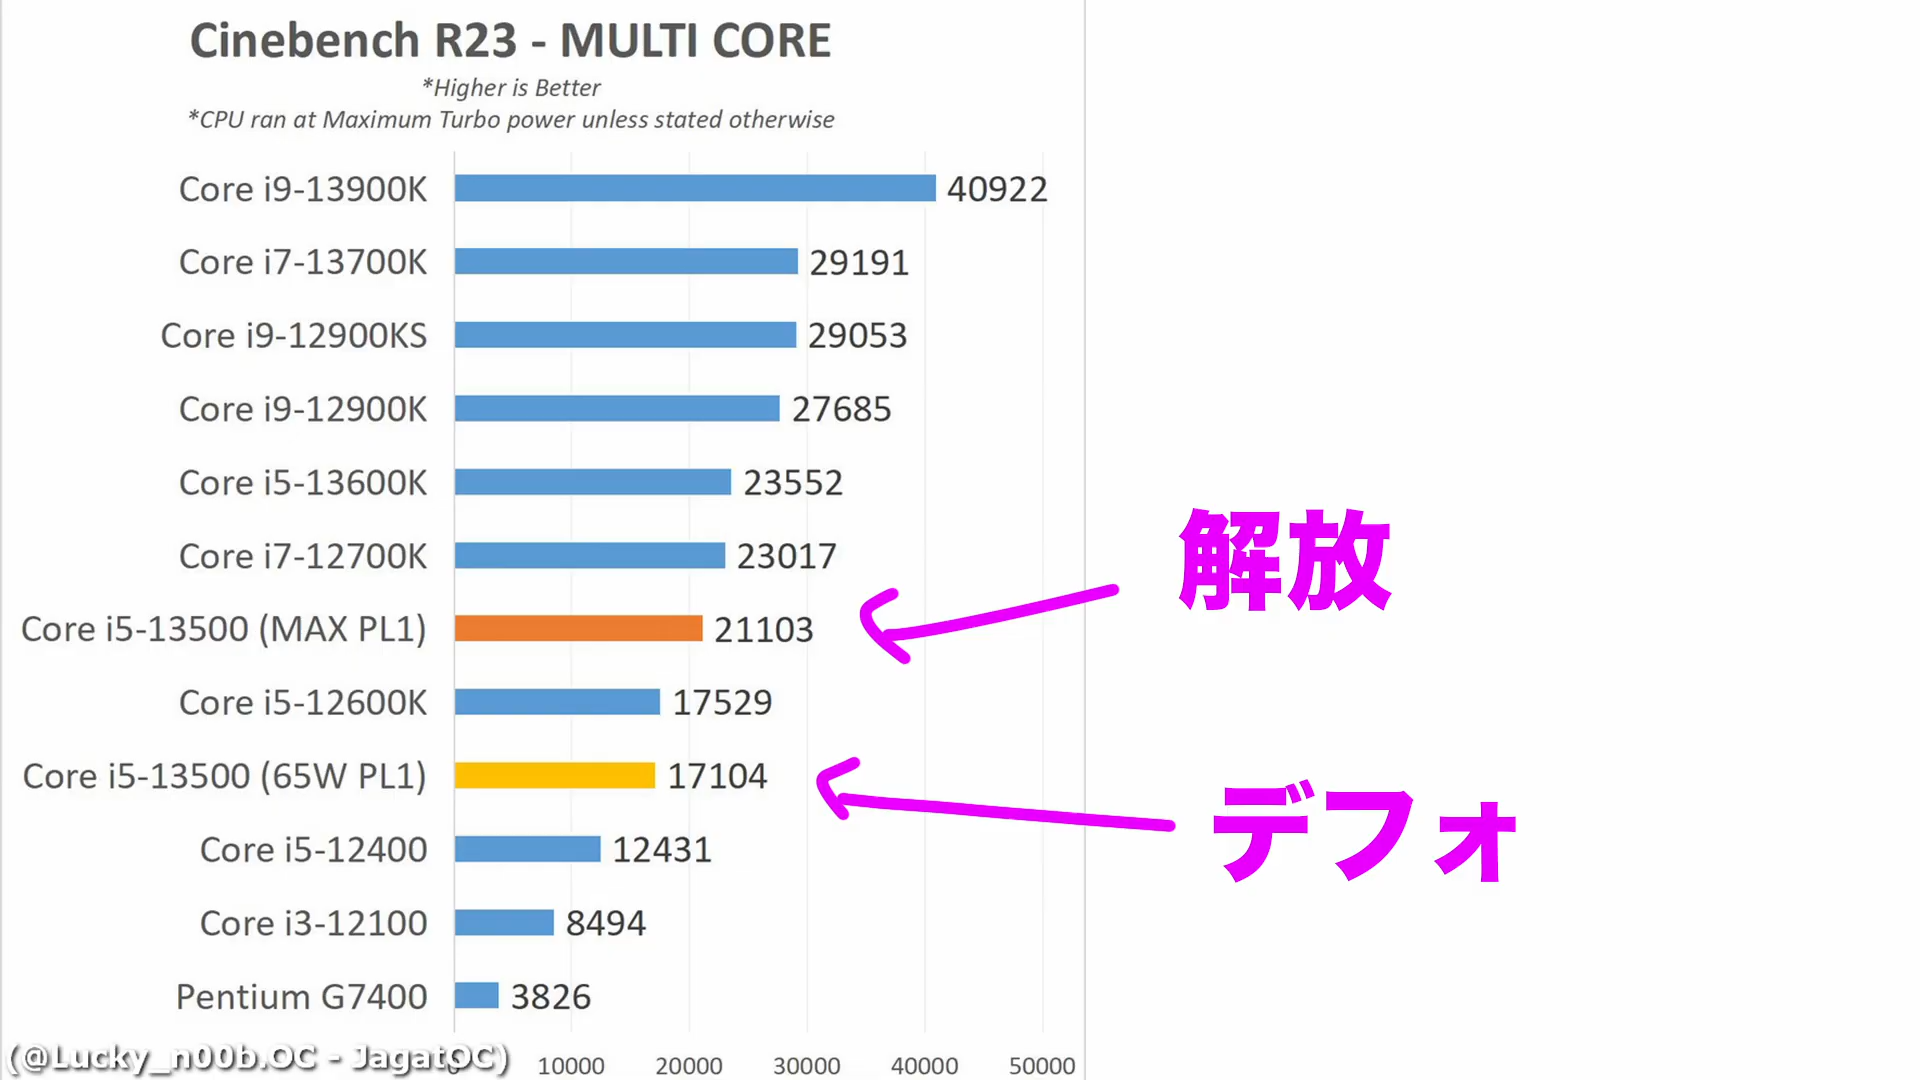 Cinebench R23 - MULTI CORE
*Higher is Better
*CPU ran at Maximum Turbo power unless stated otherwise
Core i9-13900K 40922
Core i7-13700K 29191
Core i9-12900KS 29053
Core i9-12900K 27685
Core i5-13600K 23552
Core i7-12700K 23017
解放
Core i5-13500 (MAX PL1) 21103
Core i5-12600K 17529
Core i5-13500 (65W PL1) 17104
デフォ
Core i5-12400 12431
Core i3-12100 8494
Pentium G7400 3826
0 10000 20000 30000 40000 50000
(@Lucky_n00b.OC - JagatOC)